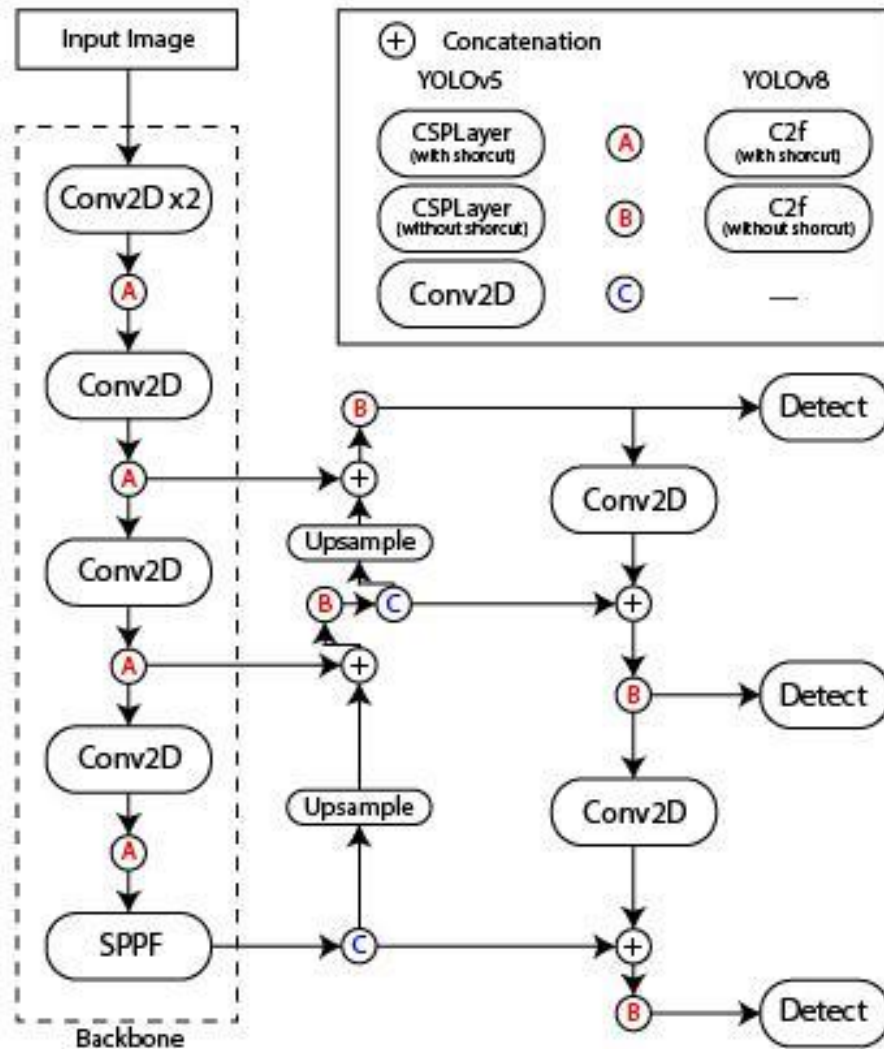 Input Image
Conv2D x2
A
Conv2D
A
Conv2D
A
Conv2D
A
SPPF
Backbone
+ Concatenation
YOLOv5 YOLOv8
CSPLayer
(with shorcut)
A
C2f
(with shorcut)
CSPLayer
(without shorcut)
B
C2f
(without shorcut)
Conv2D
C
—
B
Detect
+
Conv2D
Upsample
B
C
+
+
B
Detect
Upsample
Conv2D
C
+
B
Detect